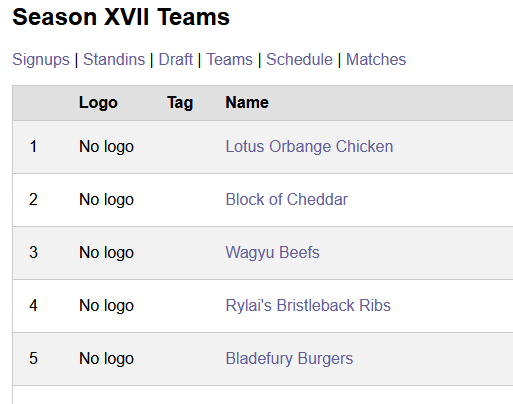 Season XVII Teams
Signups | Standins | Draft | Teams | Schedule | Matches
Logo Tag Name
1 No logo Lotus Orbange Chicken
2 No logo Block of Cheddar
3 No logo Wagyu Beefs
4 No logo Rylai's Bristleback Ribs
5 No logo Bladefury Burgers